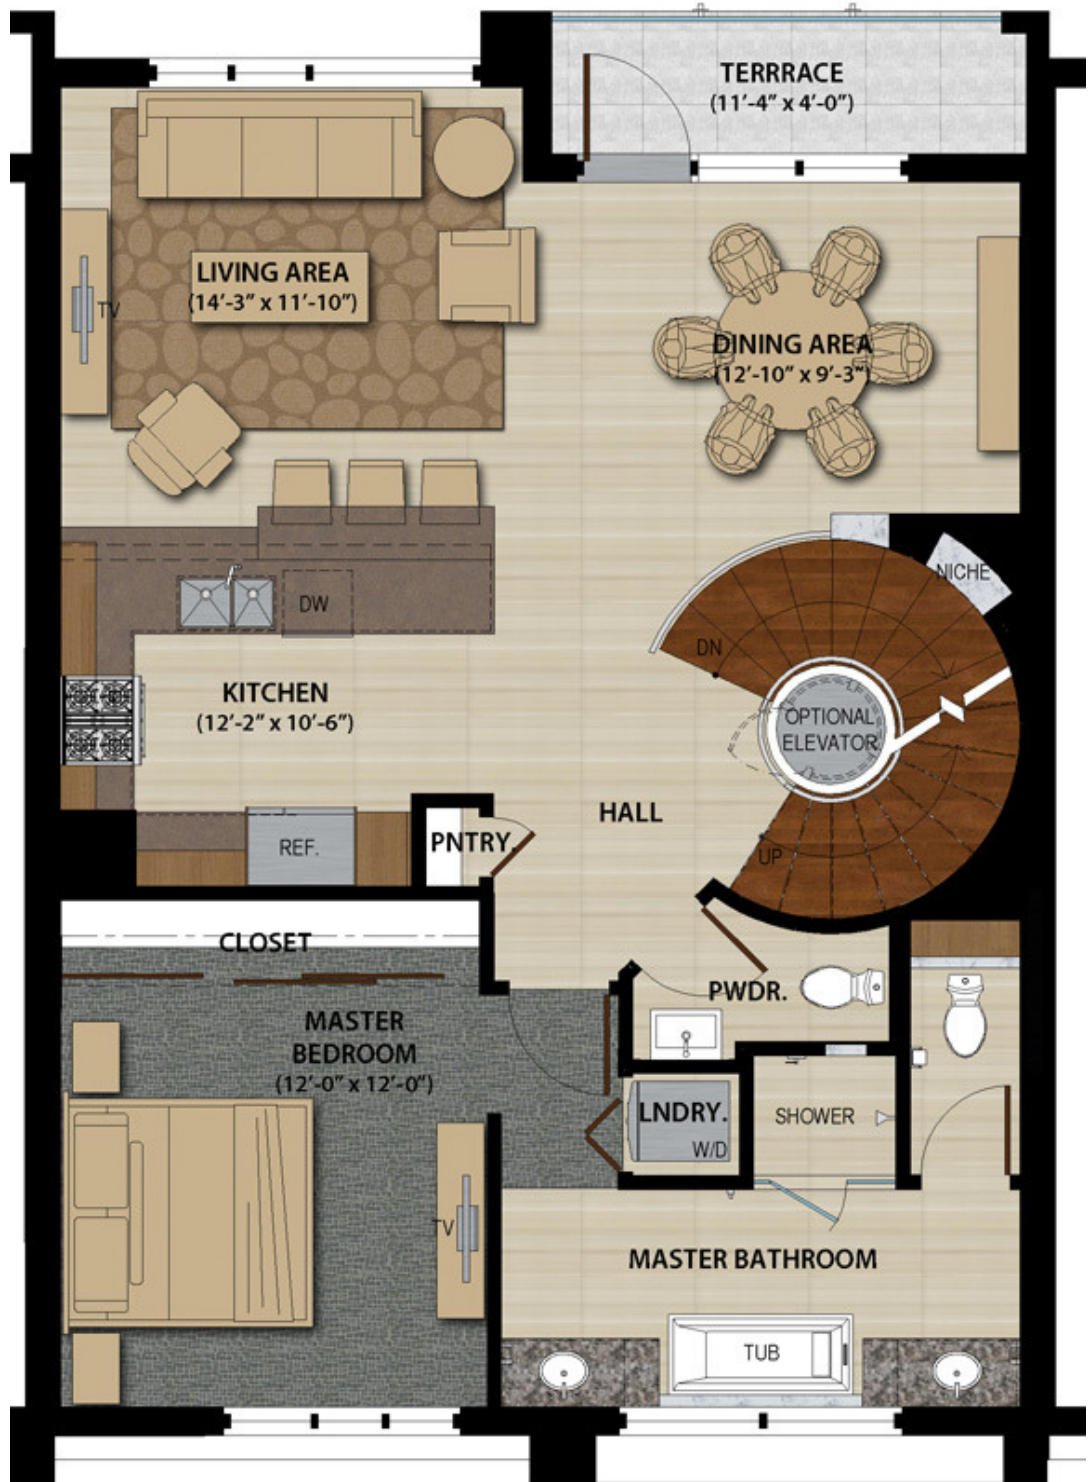 TERRRACE
(11'-4" x 4'-0")
LIVING AREA
(14'-3" x 11'-10")
TV
DINING AREA
(12'-10" x 9'-3")
NICHE
DW
DN
KITCHEN
(12'-2" x 10'-6")
OPTIONAL
ELEVATOR
HALL
PNTRY.
REF.
UP
CLOSET
PWDR.
MASTER
BEDROOM
(12'-0" x 12'-0")
LNDRY.
W/D
SHOWER
TV
MASTER BATHROOM
TUB